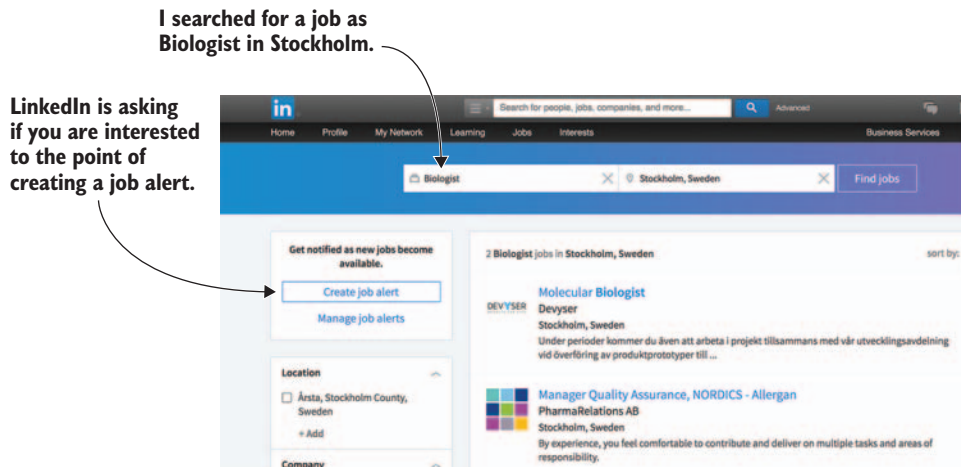 I searched for a job as
Biologist in Stockholm.
LinkedIn is asking
if you are interested
to the point of
creating a job alert.
in
Search for people, jobs, companies, and more...
Advanced
Home Profile My Network Learning Jobs Interests Business Services
Biologist Stockholm, Sweden Find jobs
Get notified as new jobs become
available.
Create job alert
Manage job alerts
Location
Årsta, Stockholm County,
Sweden
+ Add
Company
2 Biologist jobs in Stockholm, Sweden sort by:
DEVYSER
Molecular Biologist
Devyser
Stockholm, Sweden
Under perioder kommer du även att arbeta i projekt tillsammans med vår utvecklingsavdelning
vid överföring av produktprototyper till ...
Manager Quality Assurance, NORDICS - Allergan
PharmaRelations AB
Stockholm, Sweden
By experience, you feel comfortable to contribute and deliver on multiple tasks and areas of
responsibility.